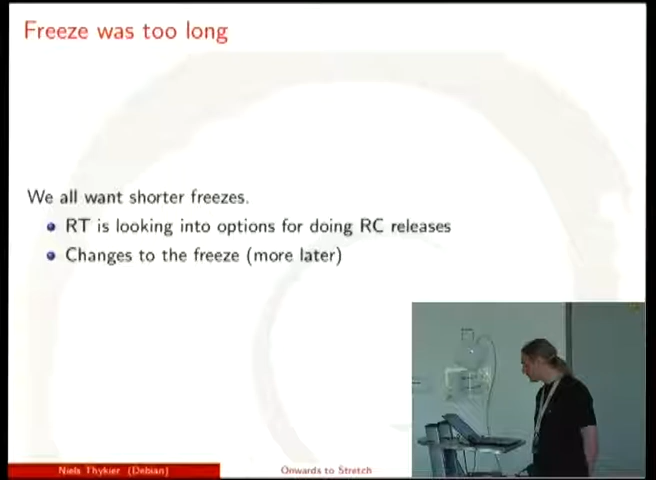 Freeze was too long
We all want shorter freezes.
RT is looking into options for doing RC releases
Changes to the freeze (more later)
Niels Thykier (Debian)
Onwards to Stretch